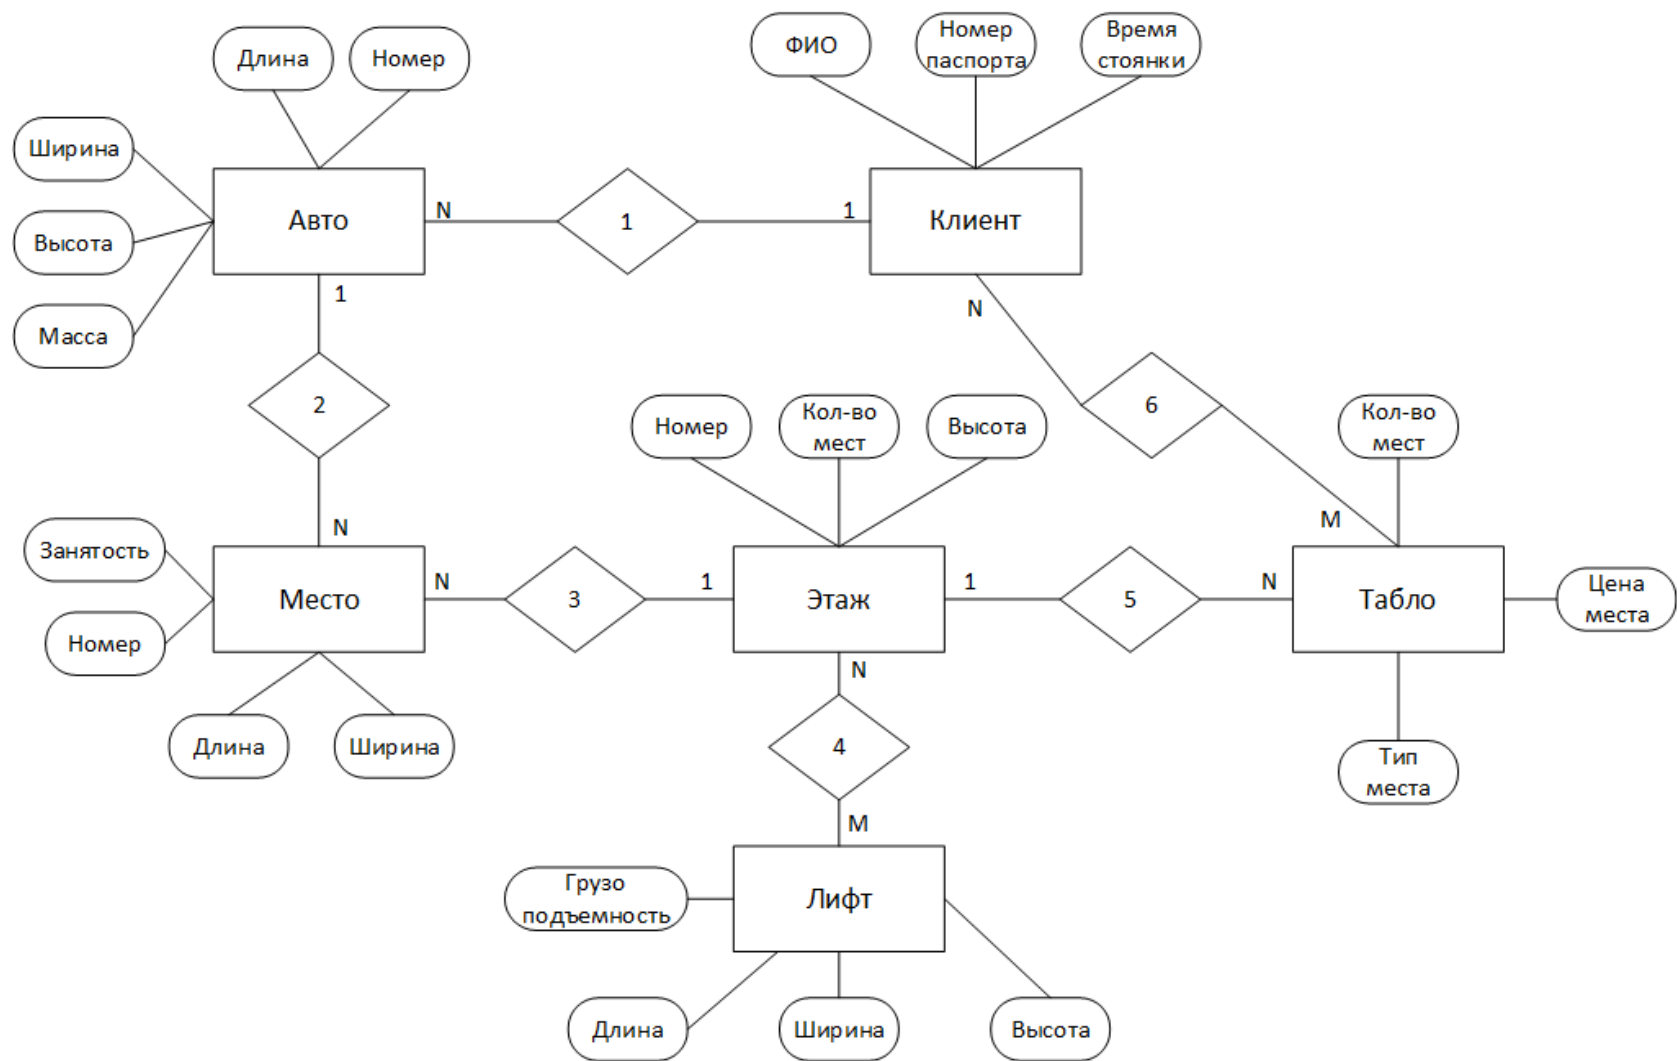 Длина
Номер
ФИО
Номер
паспорта
Время
стоянки
Ширина
Высота
Масса
Авто
N
1
1
Клиент
1
N
2
6
Номер
Кол-во
мест
Высота
Кол-во
мест
N
M
Занятость
Номер
Место
N
3
1
Этаж
1
5
N
Табло
Цена
места
N
Длина
Ширина
4
Тип
места
M
Грузо
подъемность
Лифт
Длина
Ширина
Высота